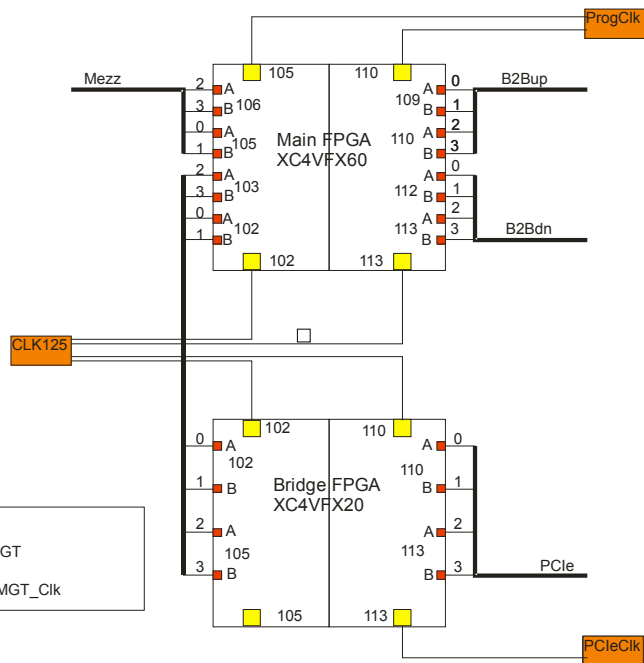 ProgClk
105 110
Mezz 2 A 0 A B2Bup
3 B 106 109 B 1
0 A 105 Main FPGA 110 A 2
1 B XC4VFX60 B 3
2 A 103 A 0
3 B 112 B 1
0 A 102 113 A 2
1 B B 3 B2Bdn
102 113
CLK125
102 110
0 A 102 A 0
1 B 110 B 1
Bridge FPGA
XC4VFX20
2 A A 2
105 113
3 B B 3 PCIe
GT
MGT_Clk
105 113
PCIeClk